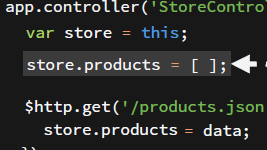 app.controller('StoreContro
var store = this;
store.products = [ ];
$http.get('/products.json
store.products = data;